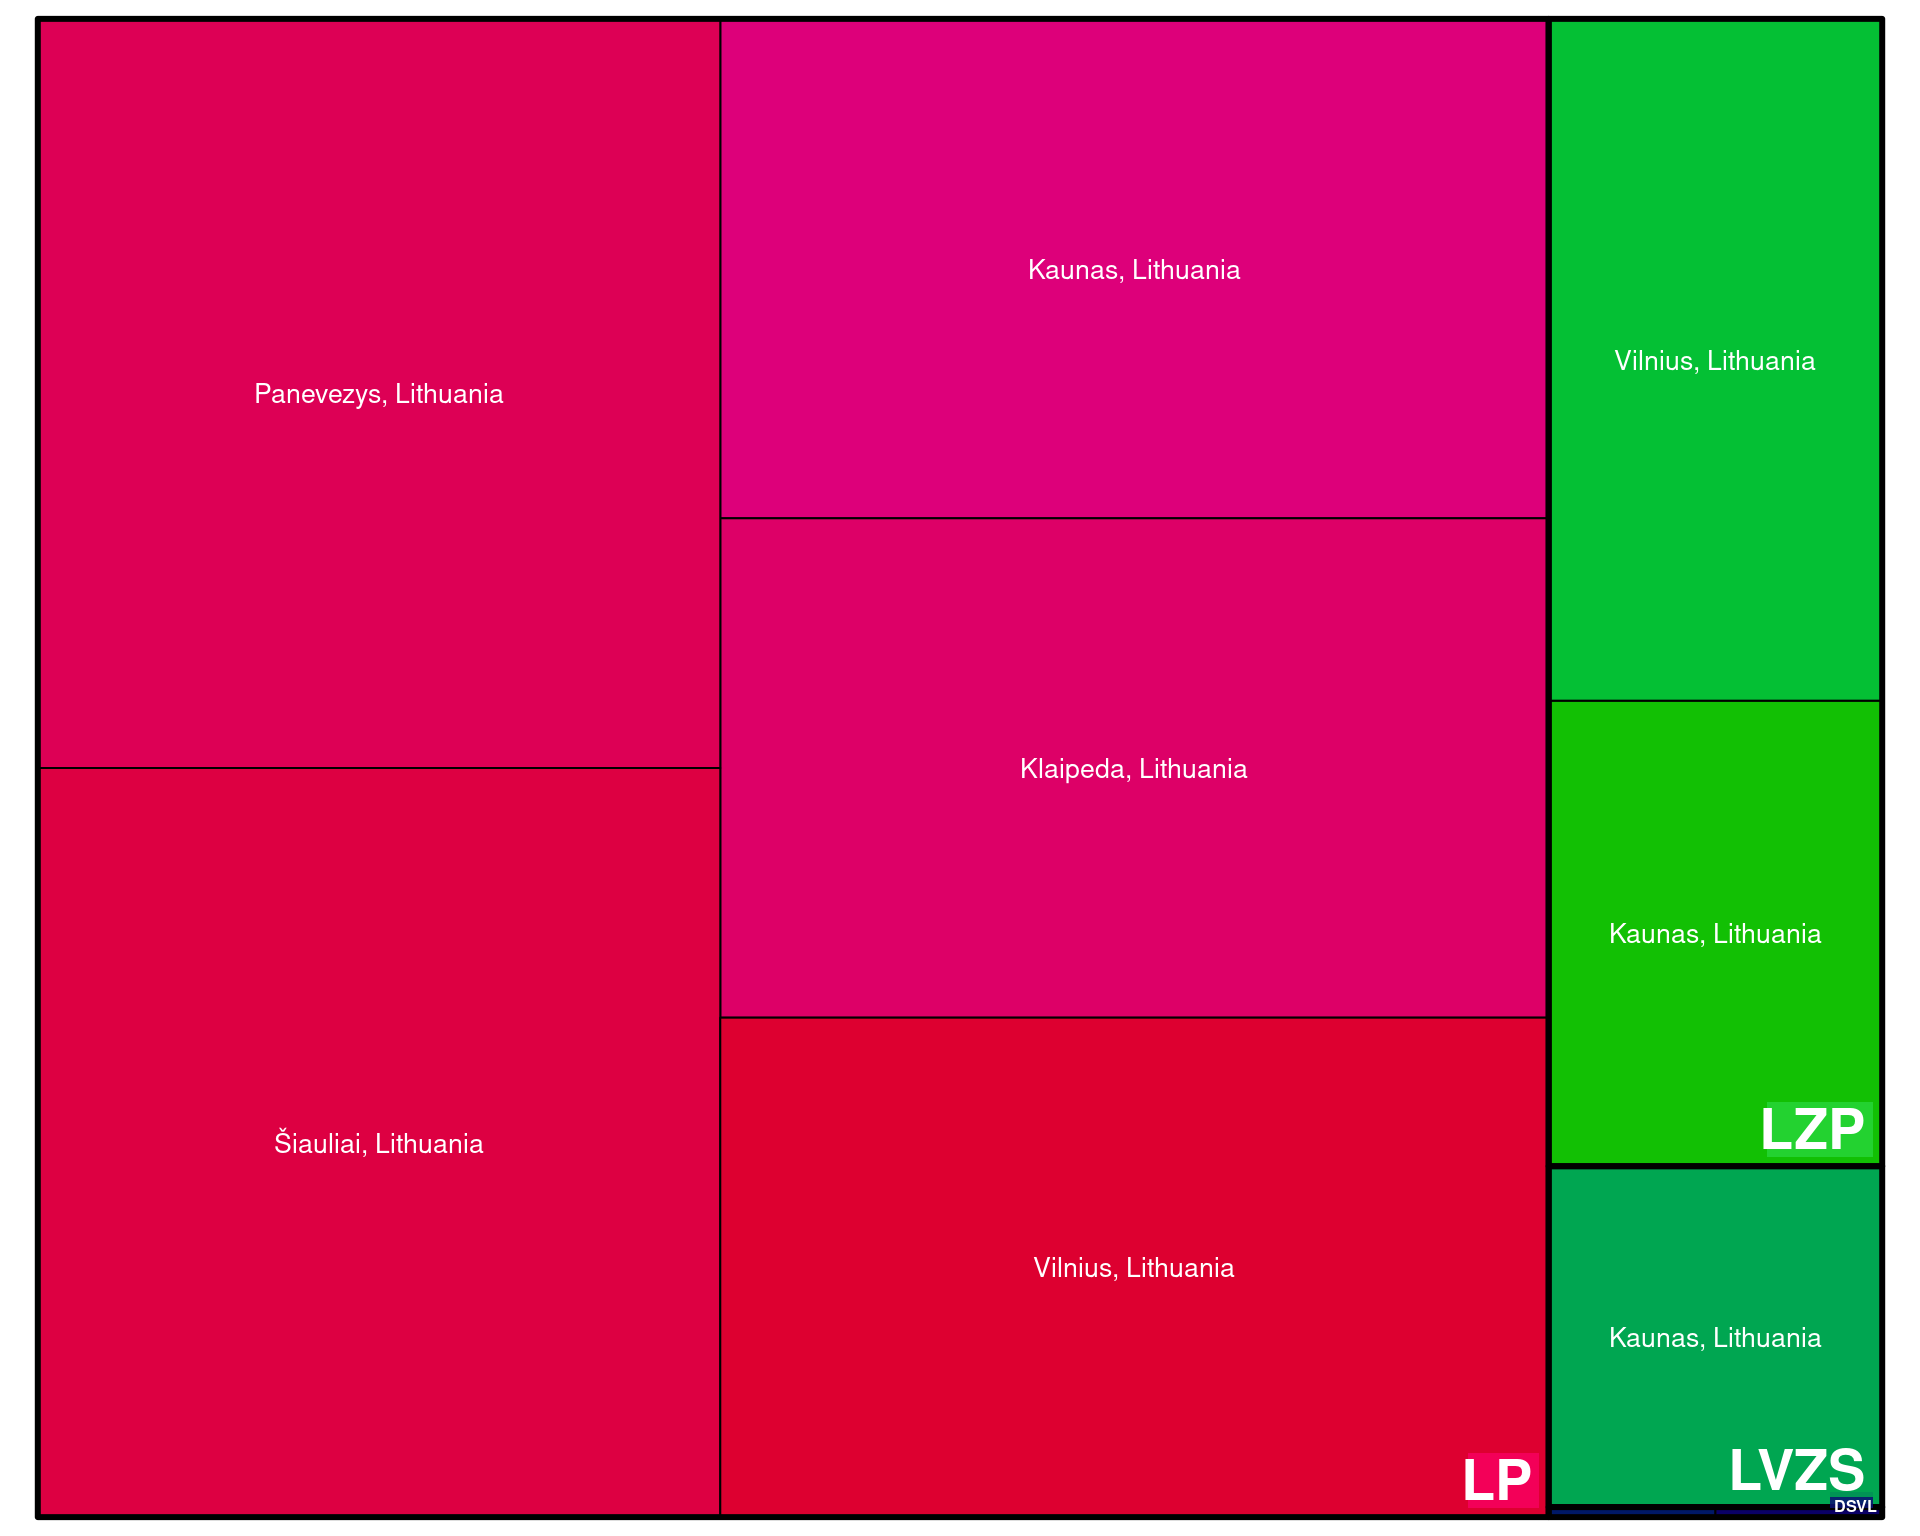 Panevezys, Lithuania
Šiauliai, Lithuania
Kaunas, Lithuania
Klaipeda, Lithuania
Vilnius, Lithuania
LP
Vilnius, Lithuania
Kaunas, Lithuania
LZP
Kaunas, Lithuania
LVZS
DSVL